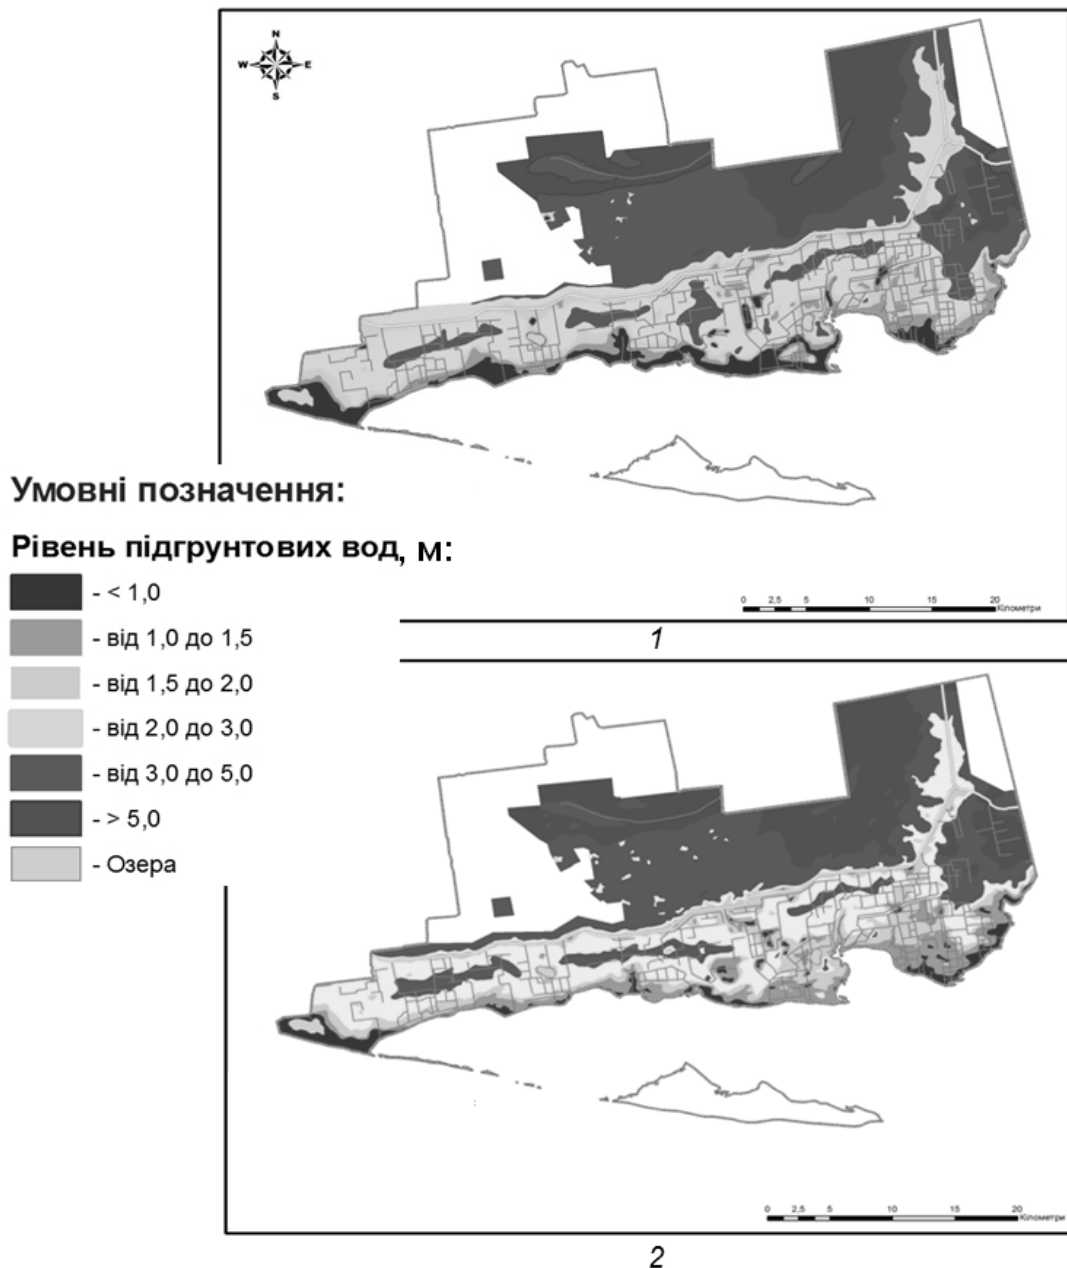 N
W E
S
Умовні позначення:
Рівень підгрунтових вод, м:
- < 1,0
- від 1,0 до 1,5
- від 1,5 до 2,0
- від 2,0 до 3,0
- від 3,0 до 5,0
- > 5,0
- Озера
0 2,5 5 10 15 20
Кілометри
1
0 2,5 5 10 15 20
Кілометри
2